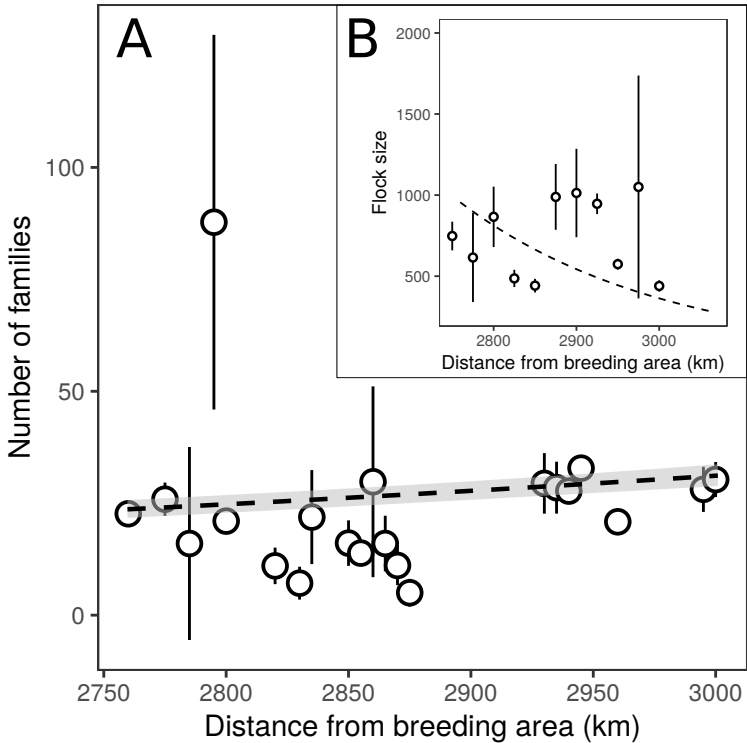 A
B
2000
1500
1000
500
Flock size
2800 2900 3000
Distance from breeding area (km)
100
50
0
Number of families
2750 2800 2850 2900 2950 3000
Distance from breeding area (km)